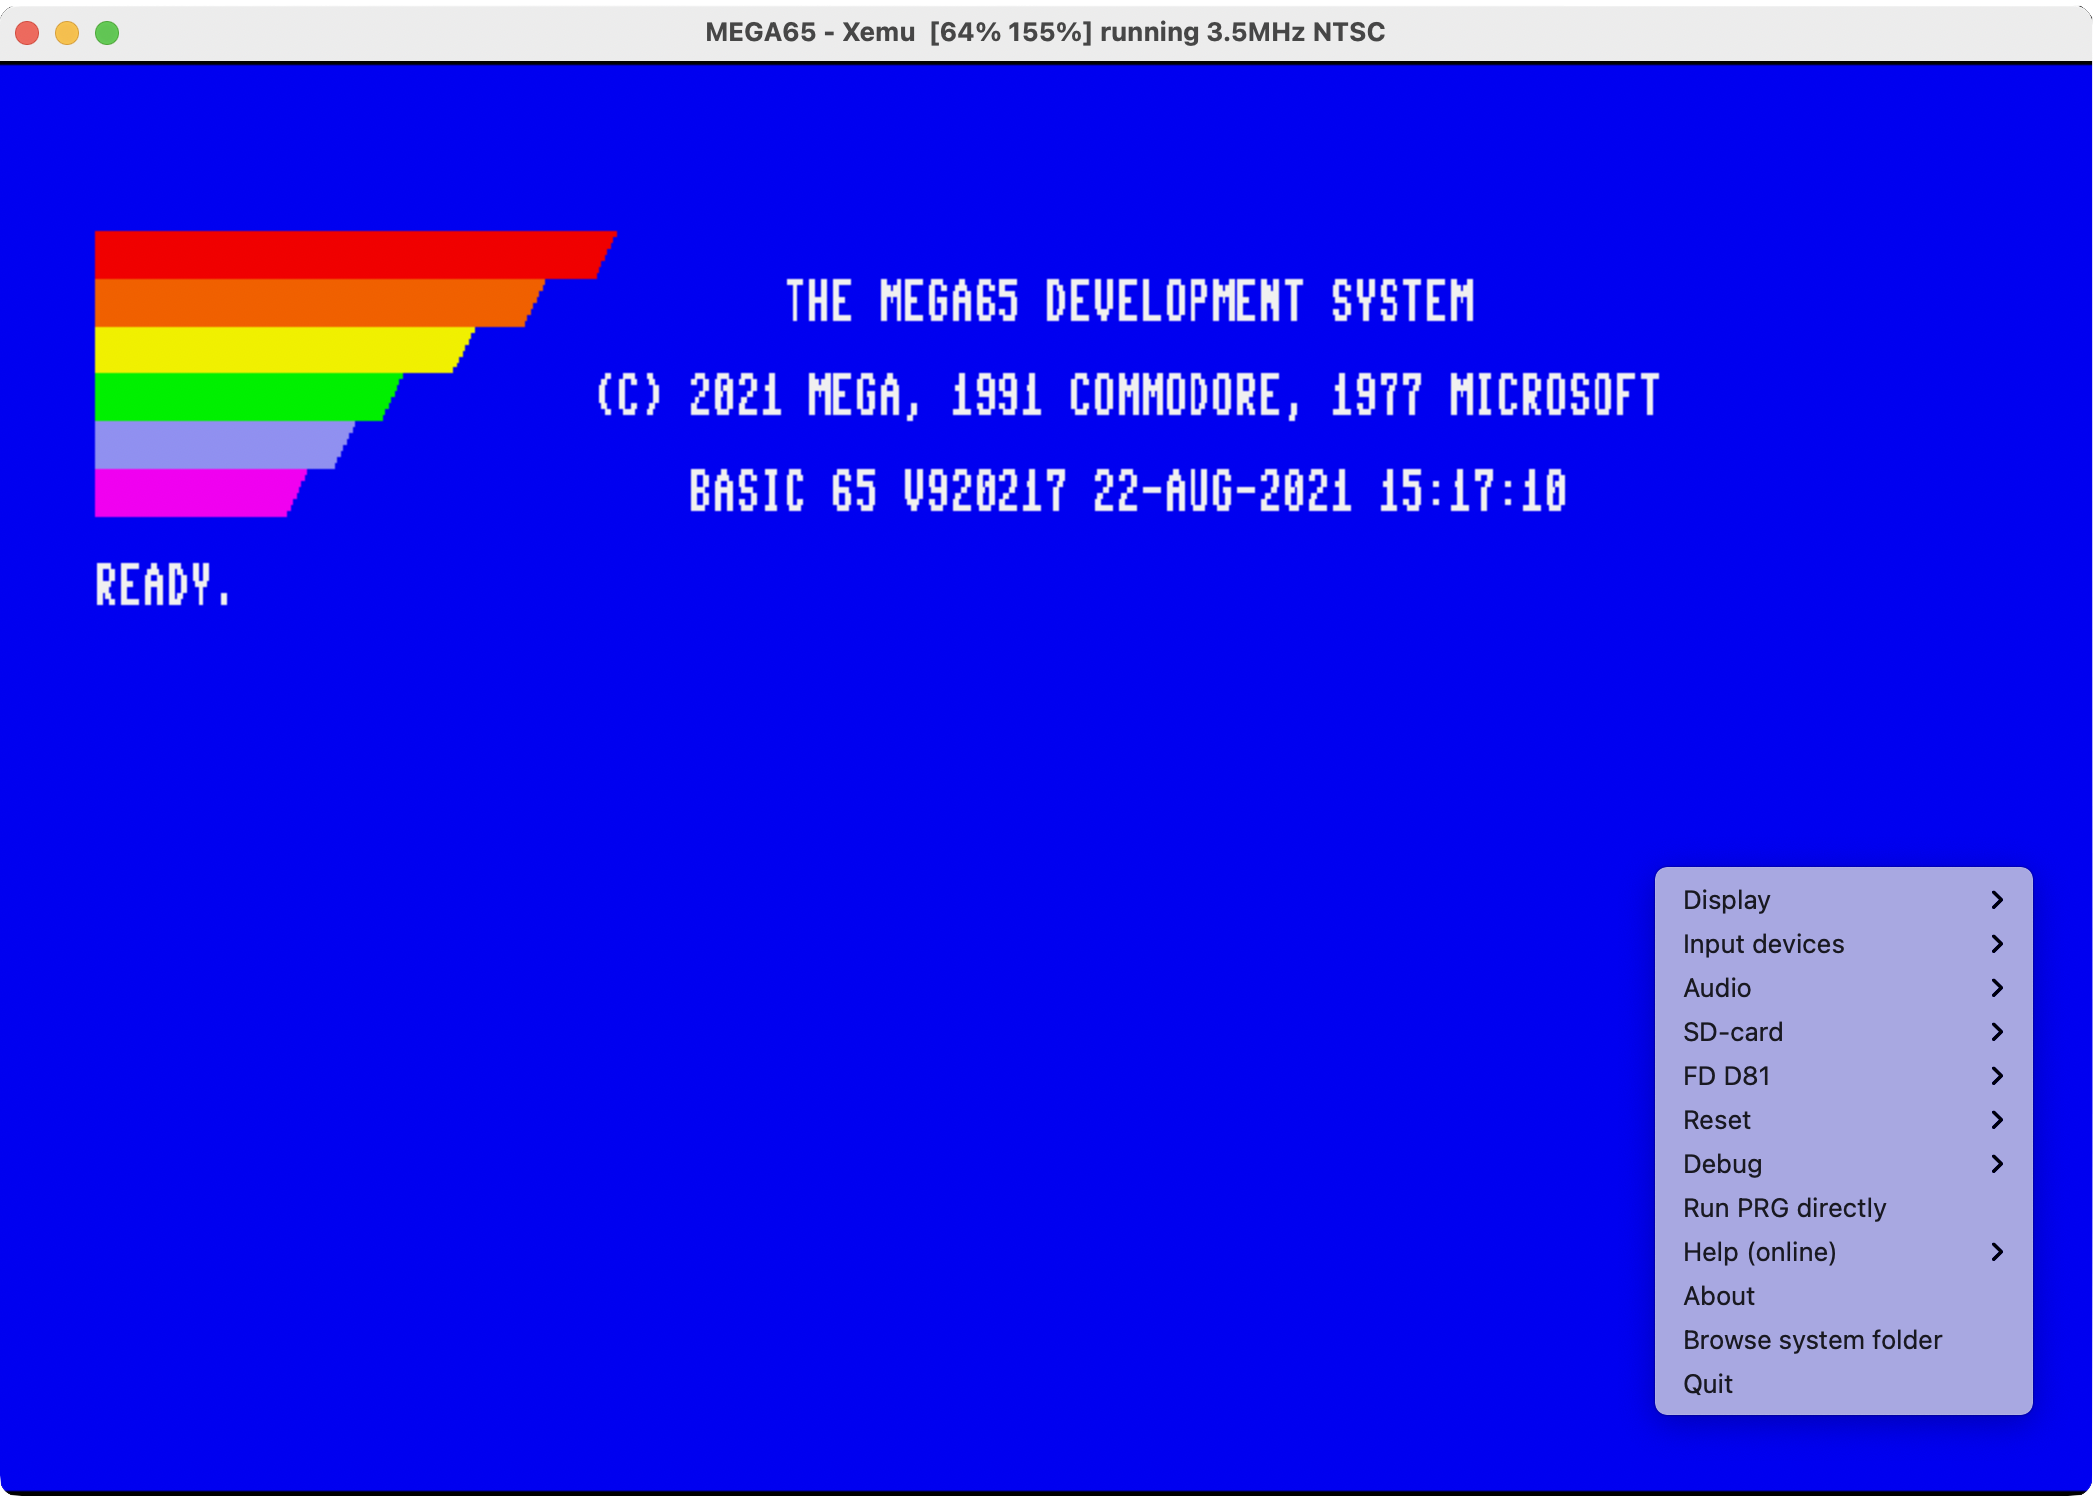 MEGA65 - Xemu [64% 155%] running 3.5MHz NTSC
THE MEGA65 DEVELOPMENT SYSTEM
(C) 2021 MEGA, 1991 COMMODORE, 1977 MICROSOFT
BASIC 65 V920217 22-AUG-2021 15:17:10
READY.
Display
Input devices
Audio
SD-card
FD D81
Reset
Debug
Run PRG directly
Help (online)
About
Browse system folder
Quit